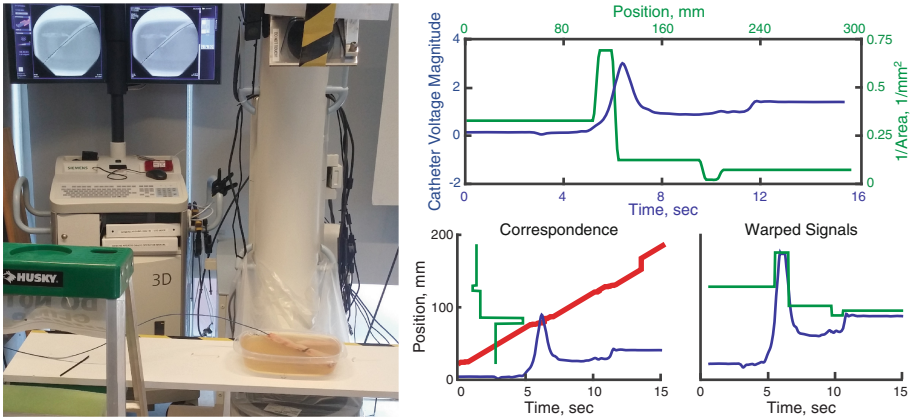 SIEMENS
3D
HUSKY
Position, mm
0 80 160 240 300
Catheter Voltage Magnitude
4
2
0
-2
0.75
0.5
0.25
0
1/Area, 1/mm²
0 4 8 12 16
Time, sec
Correspondence
Position, mm
200
100
0
0 5 10 15
Time, sec
Warped Signals
0 5 10 15
Time, sec